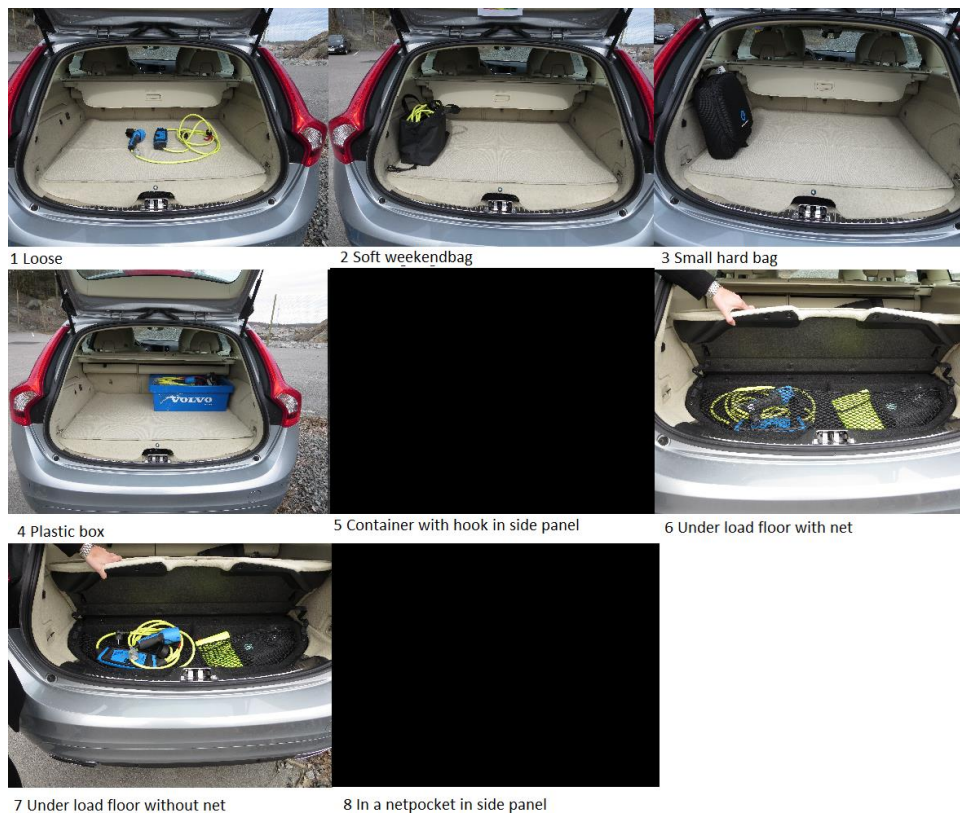 1 Loose
2 Soft weekendbag
3 Small hard bag
VOLVO
4 Plastic box
5 Container with hook in side panel
6 Under load floor with net
7 Under load floor without net
8 In a netpocket in side panel